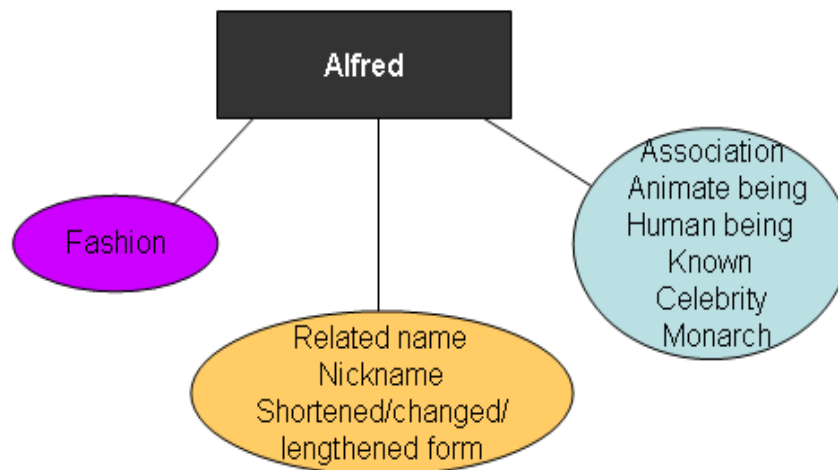 Alfred
Fashion
Related name
Nickname
Shortened/changed/
lengthened form
Association
Animate being
Human being
Known
Celebrity
Monarch